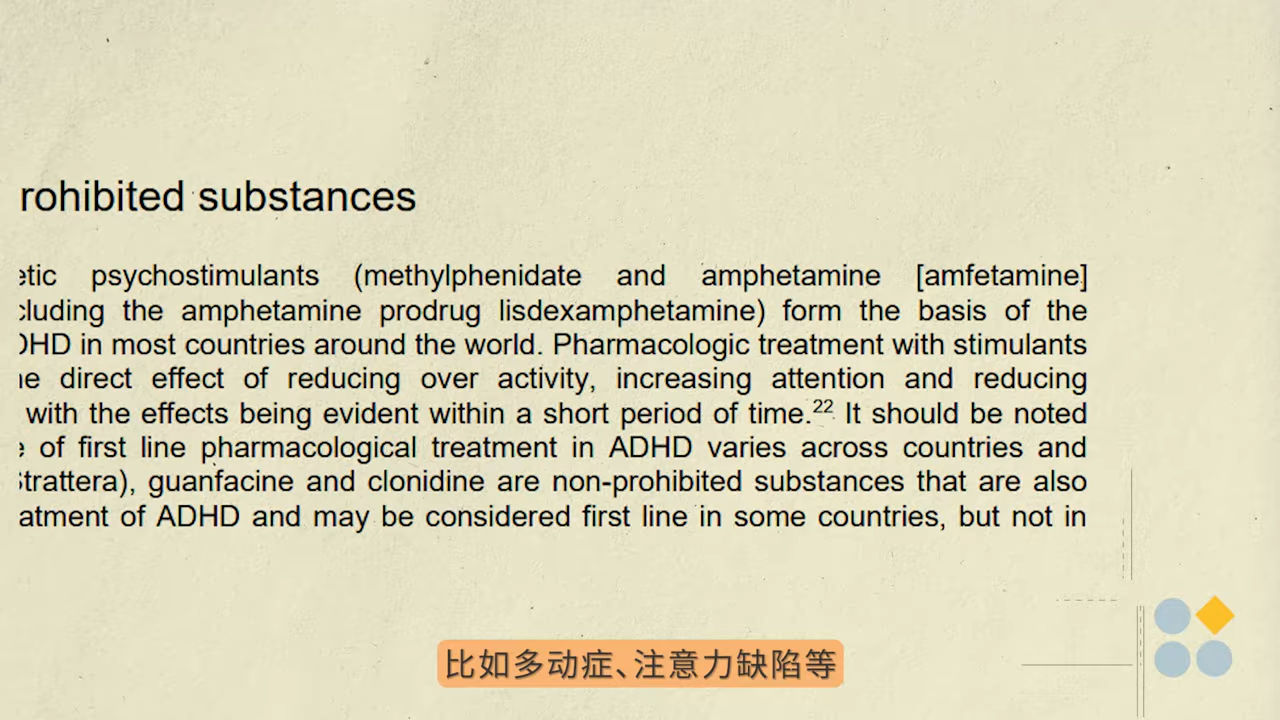 rohibited substances
etic psychostimulants (methylphenidate and amphetamine [amfetamine]
cluding the amphetamine prodrug lisdexamphetamine) form the basis of the
DHD in most countries around the world. Pharmacologic treatment with stimulants
he direct effect of reducing over activity, increasing attention and reducing
with the effects being evident within a short period of time.²² It should be noted
e of first line pharmacological treatment in ADHD varies across countries and
Strattera), guanfacine and clonidine are non-prohibited substances that are also
atment of ADHD and may be considered first line in some countries, but not in
比如多动症、注意力缺陷等